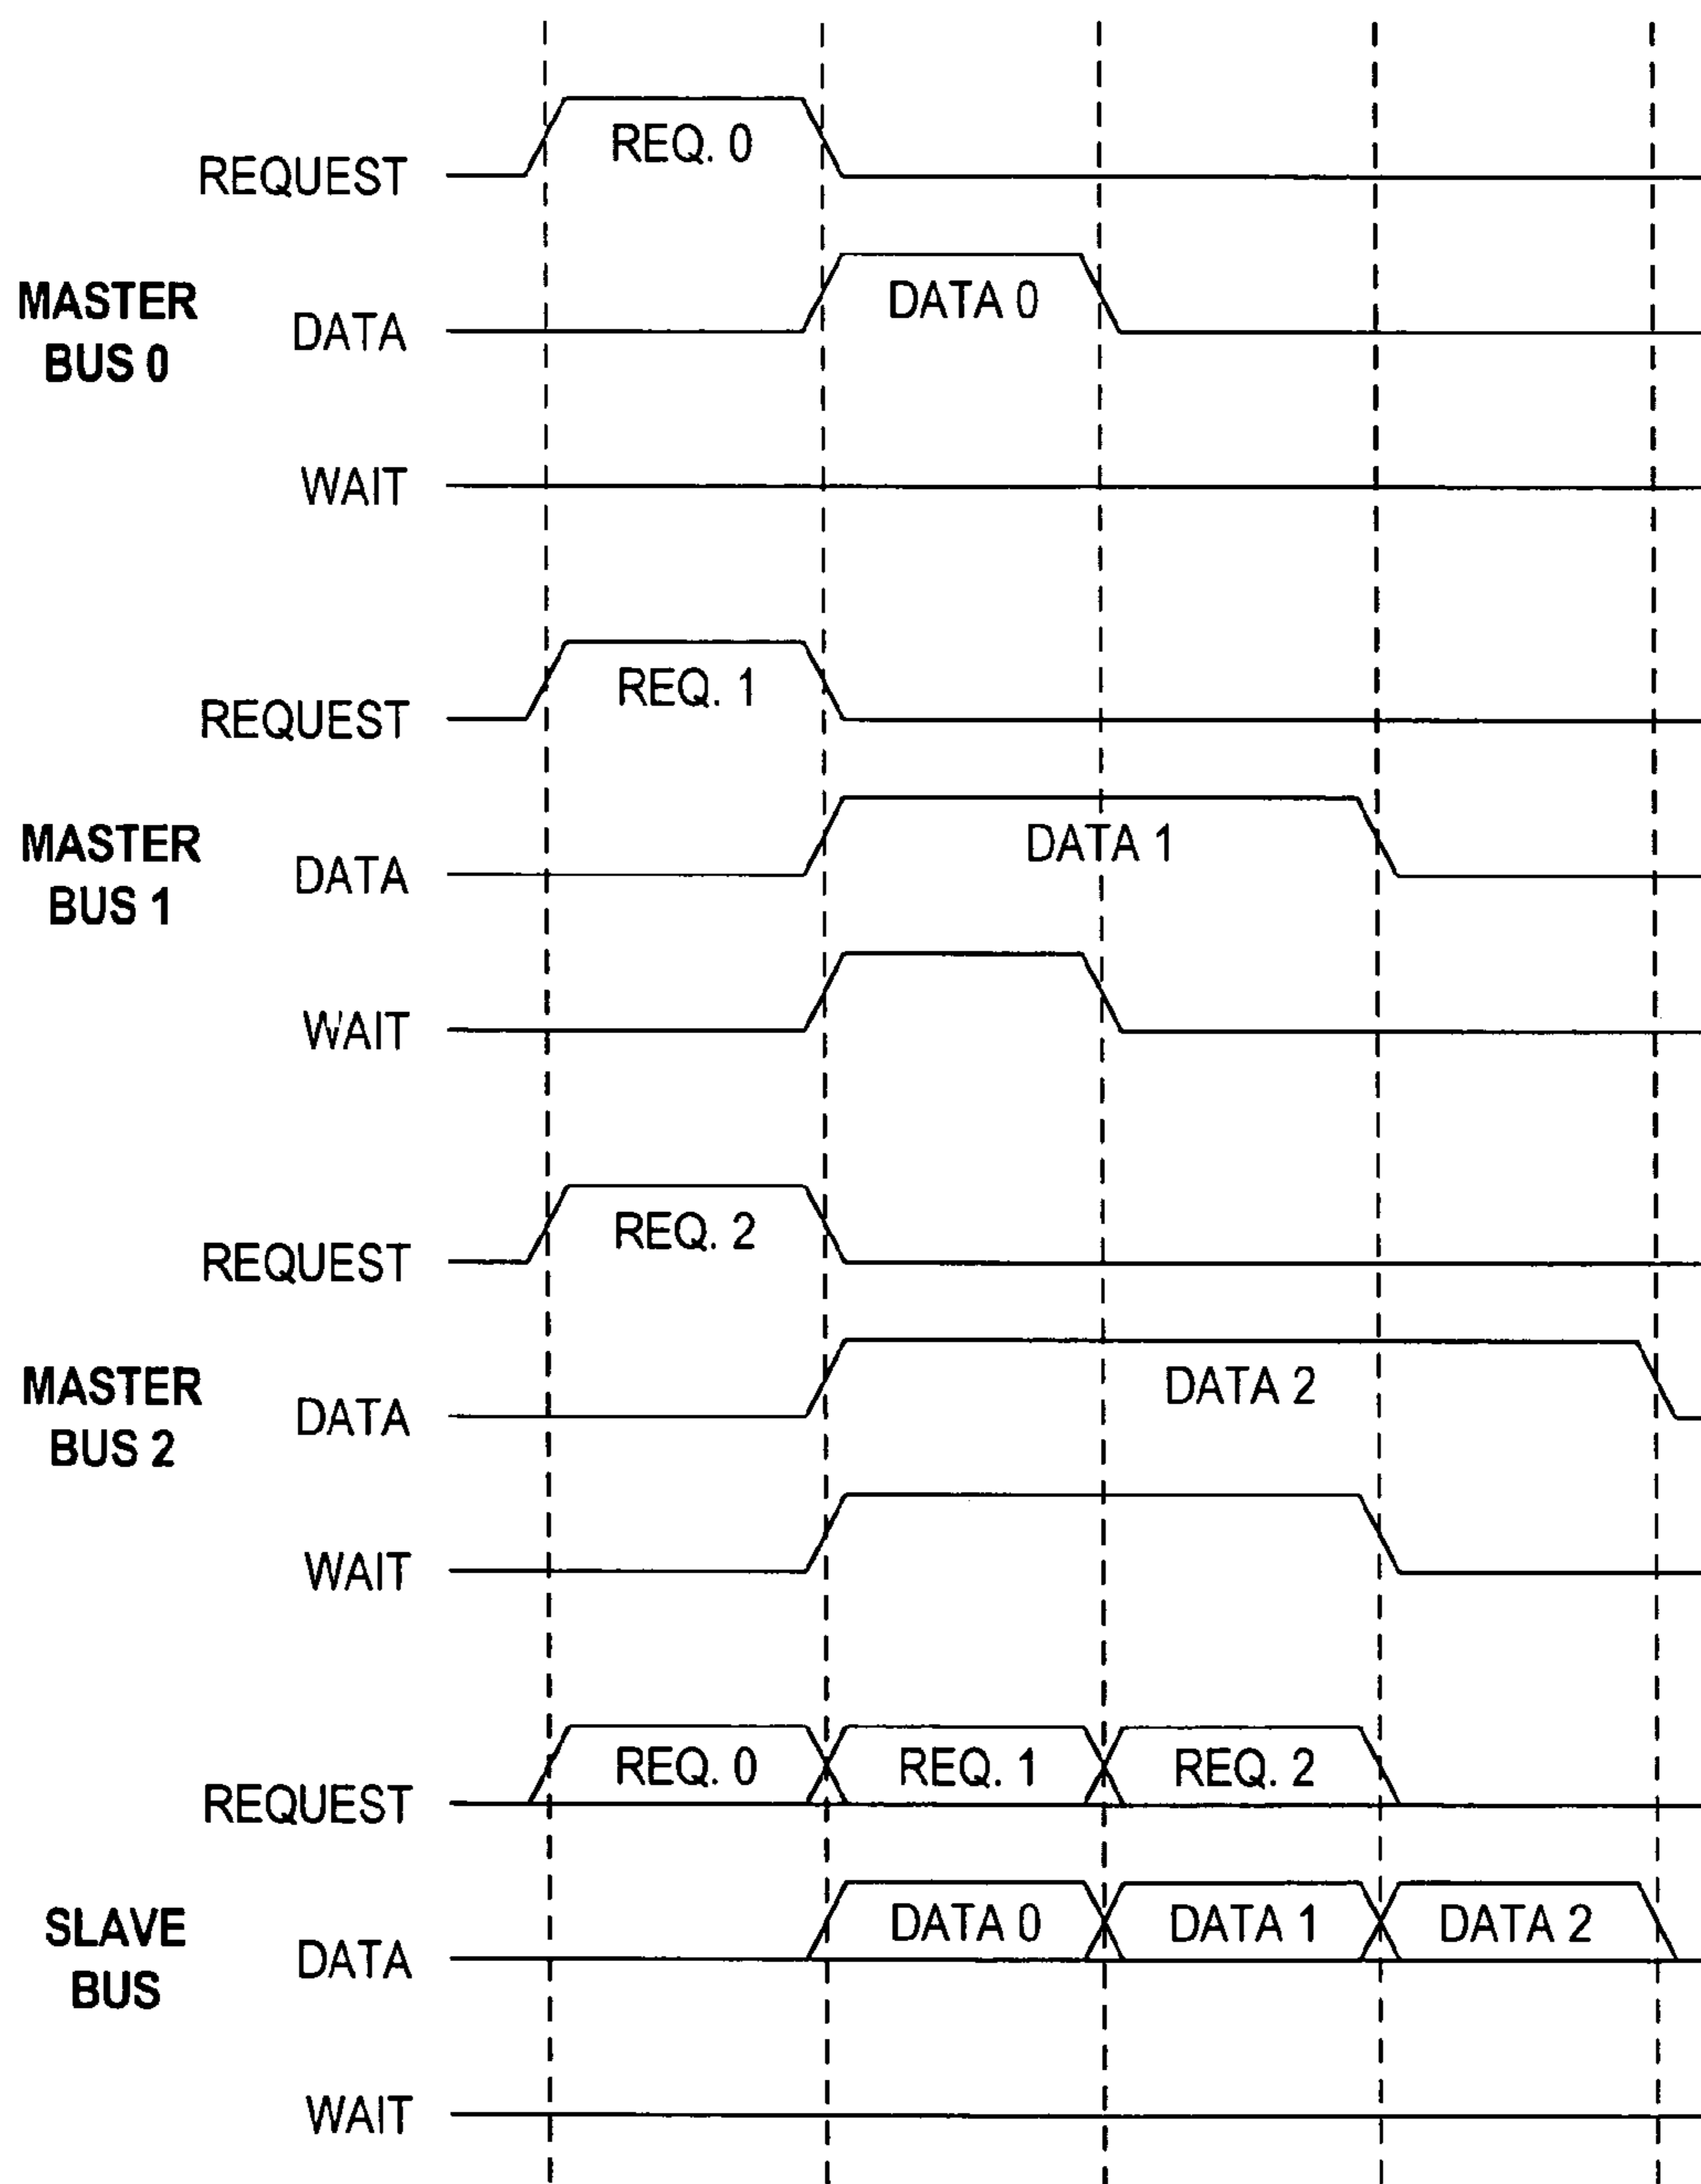 REQ. 0
REQUEST
MASTER
BUS 0
DATA 0
DATA
WAIT
REQ. 1
REQUEST
MASTER
BUS 1
DATA 1
DATA
WAIT
REQ. 2
REQUEST
MASTER
BUS 2
DATA 2
DATA
WAIT
REQ. 0 REQ. 1 REQ. 2
REQUEST
SLAVE
BUS
DATA 0 DATA 1 DATA 2
DATA
WAIT